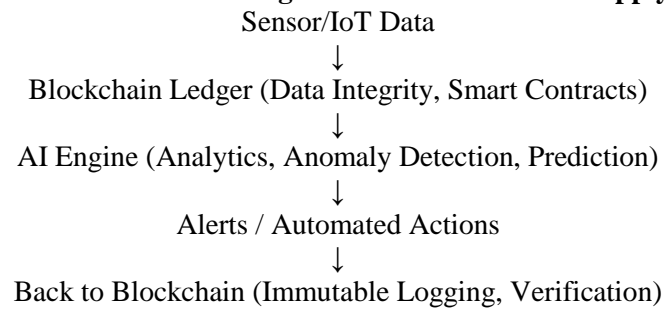 Sensor/IoT Data
↓
Blockchain Ledger (Data Integrity, Smart Contracts)
↓
AI Engine (Analytics, Anomaly Detection, Prediction)
↓
Alerts / Automated Actions
↓
Back to Blockchain (Immutable Logging, Verification)